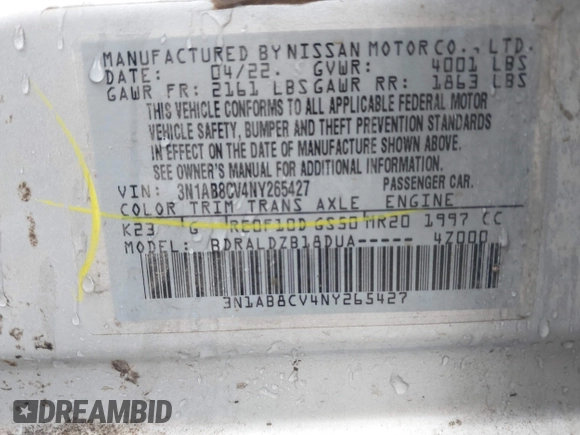 MANUFACTURED BY NISSAN MOTOR CO., LTD.
DATE: 04/22. GVWR: 4001 LBS
GAWR FR: 2161 LBS GAWR RR: 1863 LBS
THIS VEHICLE CONFORMS TO ALL APPLICABLE FEDERAL MOTOR
VEHICLE SAFETY, BUMPER AND THEFT PREVENTION STANDARDS
IN EFFECT ON THE DATE OF MANUFACTURE SHOWN ABOVE.
SEE OWNER'S MANUAL FOR ADDITIONAL INFORMATION.
VIN: 3N1AB8CV4NY265427 PASSENGER CAR.
COLOR TRIM TRANS AXLE ENGINE
K23 G RE0F10D GS50 MR20 1997 CC
MODEL: BDRALDZB18DUA----- 4Z000
3N1AB8CV4NY265427
DREAMBID